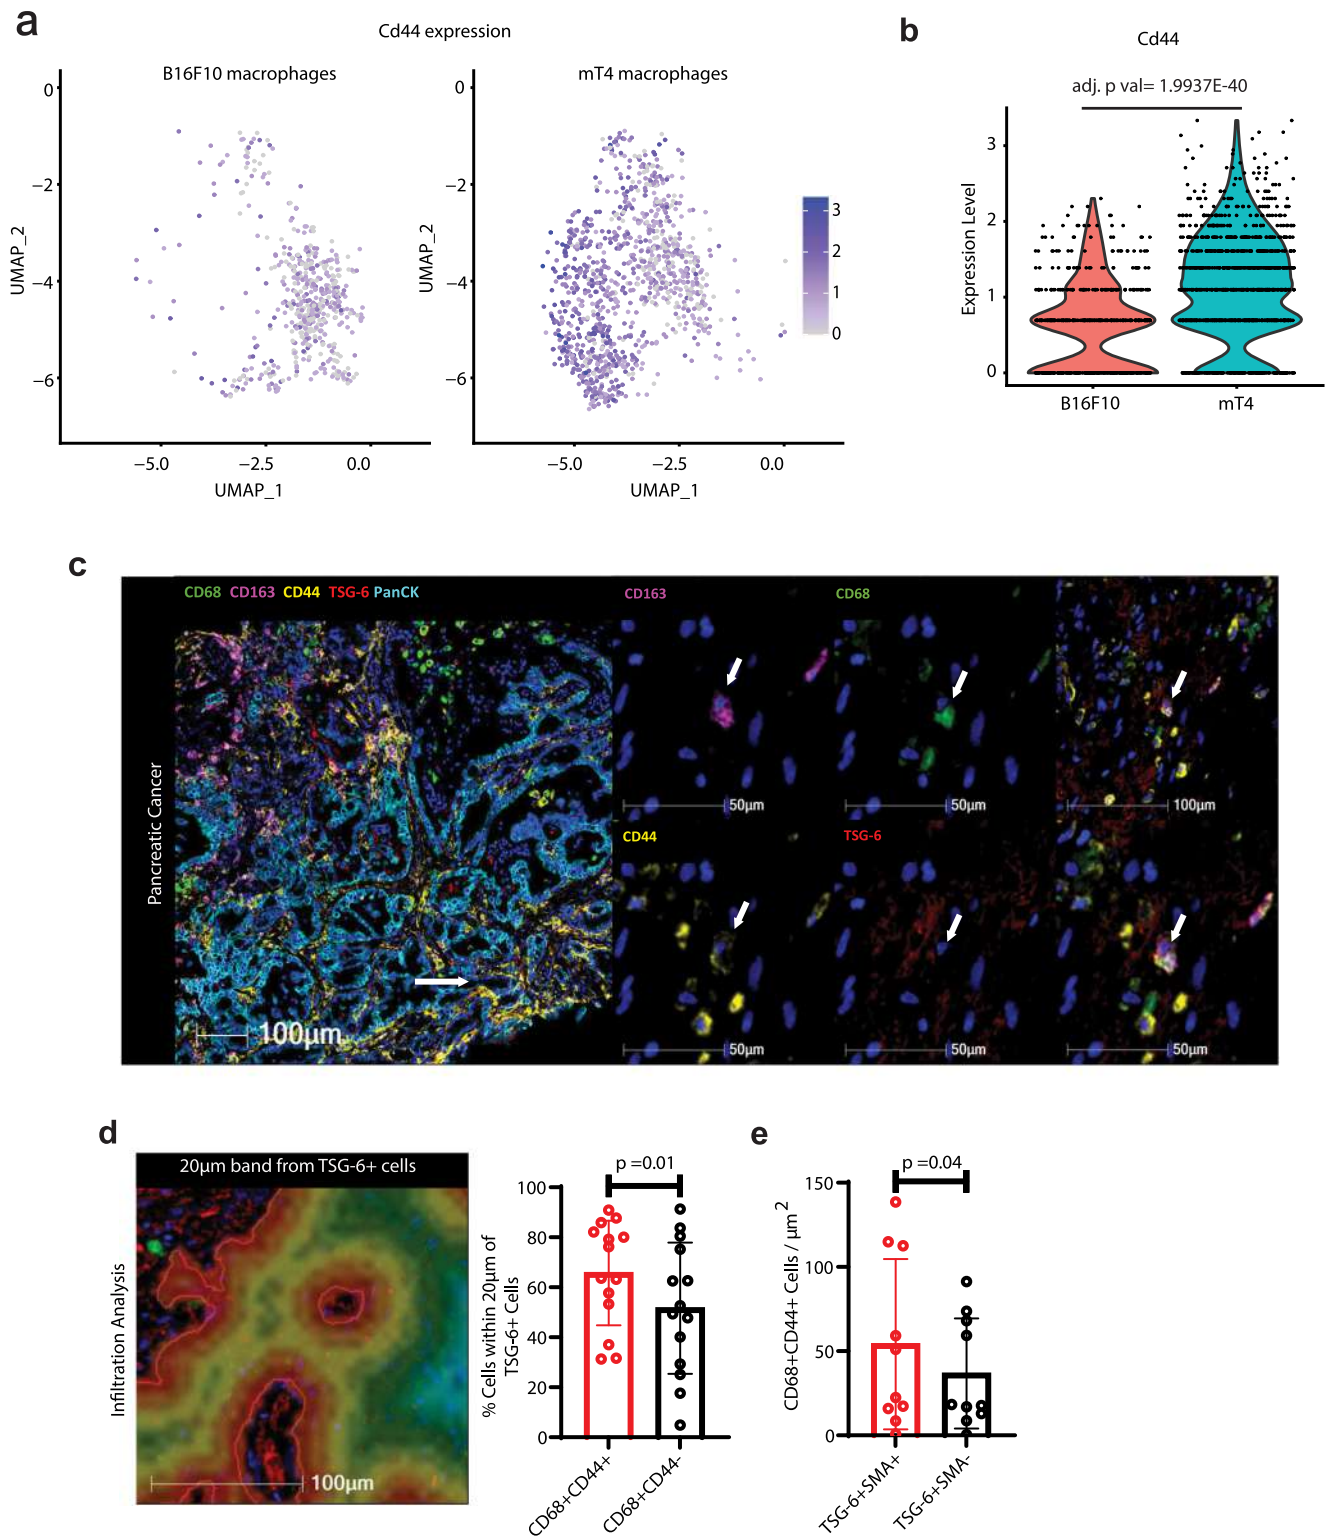 a
Cd44 expression
B16F10 macrophages
mT4 macrophages
0
−2
−4
−6
UMAP_2
−5.0
−2.5
0.0
UMAP_1
0
−2
−4
−6
UMAP_2
−5.0
−2.5
0.0
UMAP_1
3
2
1
0
b
Cd44
adj. p val= 1.9937E-40
Expression Level
3
2
1
0
B16F10
mT4
c
CD68 CD163 CD44 TSG-6 PanCK
Pancreatic Cancer
100µm
CD163
50µm
CD68
50µm
100µm
CD44
50µm
TSG-6
50µm
50µm
d
20µm band from TSG-6+ cells
Infiltration Analysis
100µm
p =0.01
% Cells within 20µm of
TSG-6+ Cells
100
80
60
40
20
0
CD68+CD44+
CD68+CD44-
e
p =0.04
CD68+CD44+ Cells / µm2
150
100
50
0
TSG-6+SMA+
TSG-6+SMA-